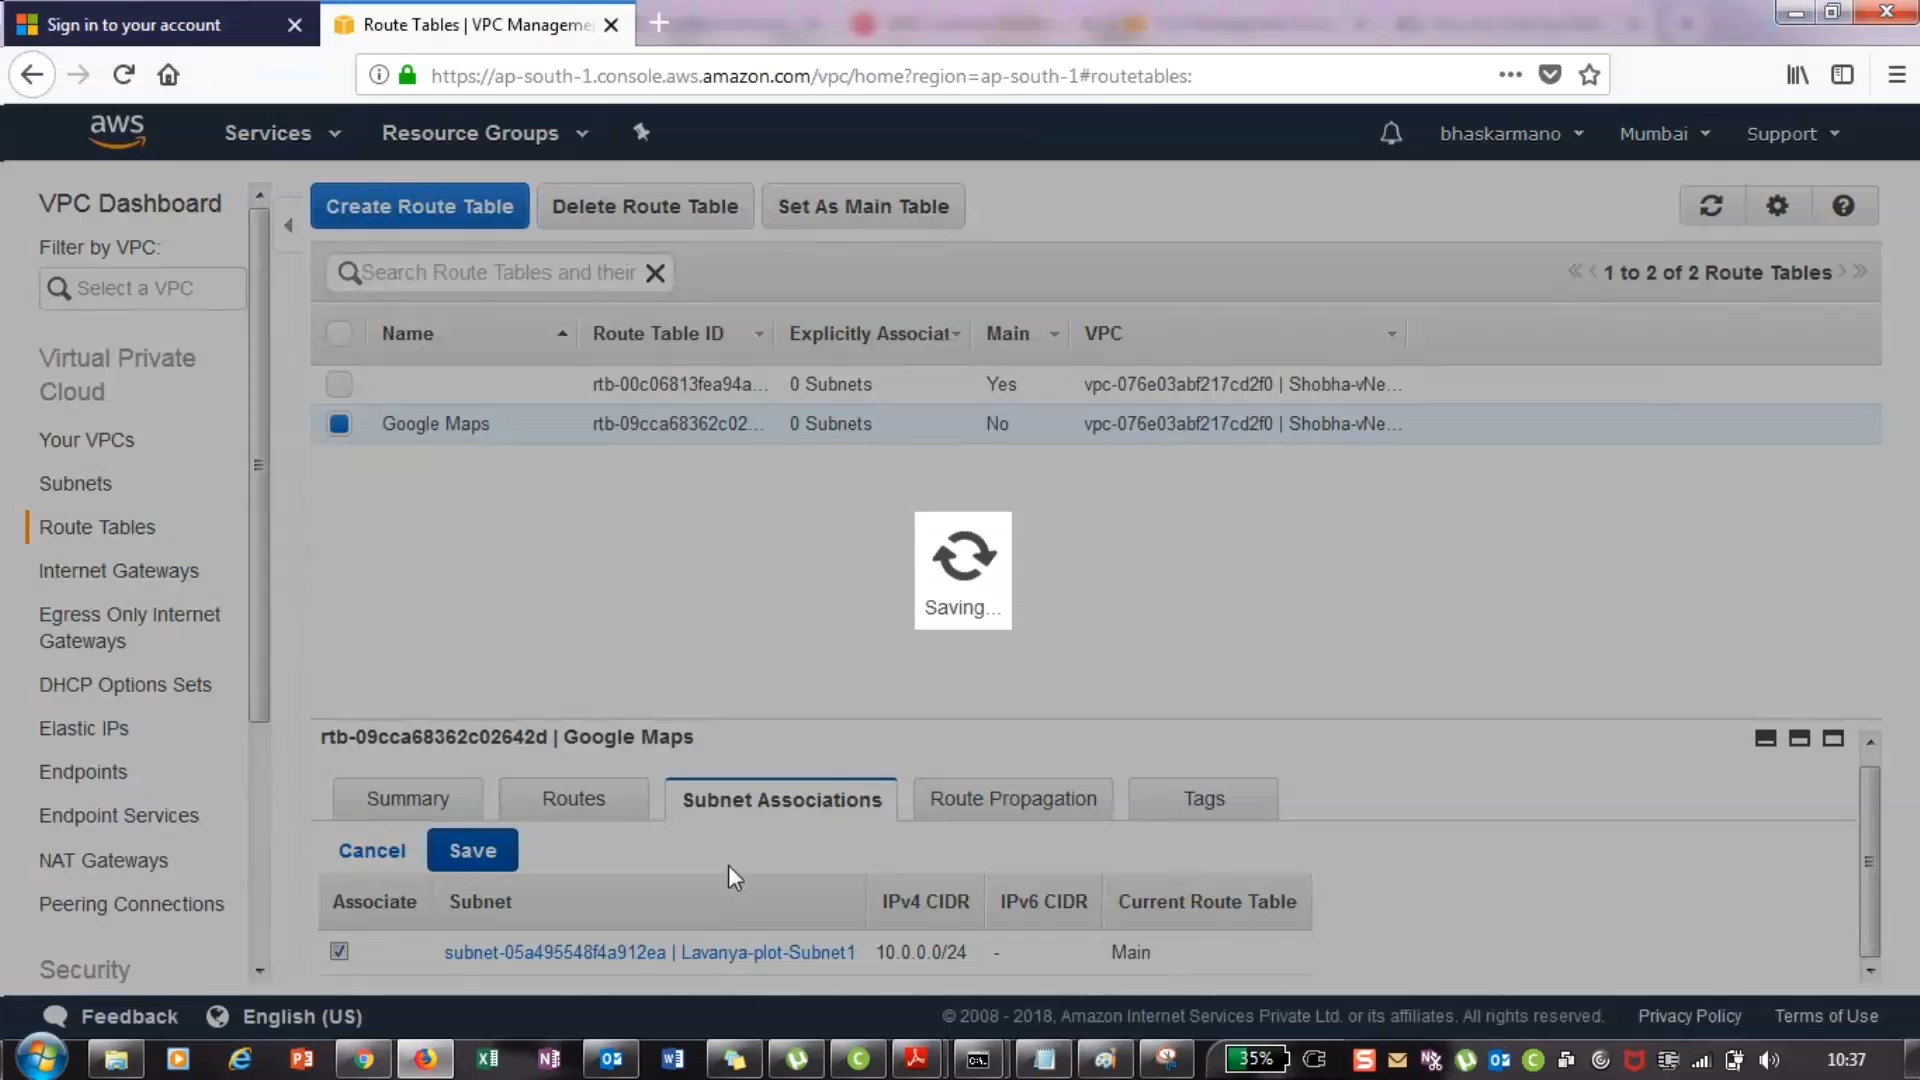 Sign in to your account
Route Tables | VPC Manageme
https://ap-south-1.console.aws.amazon.com/vpc/home?region=ap-south-1#routetables:
aws
Services
Resource Groups
bhaskarmano
Mumbai
Support
VPC Dashboard
Filter by VPC:
Select a VPC
Virtual Private
Cloud
Your VPCs
Subnets
Route Tables
Internet Gateways
Egress Only Internet
Gateways
DHCP Options Sets
Elastic IPs
Endpoints
Endpoint Services
NAT Gateways
Peering Connections
Security
Create Route Table
Delete Route Table
Set As Main Table
Search Route Tables and their
1 to 2 of 2 Route Tables
Name Route Table ID Explicitly Associat Main VPC
rtb-00c06813fea94a... 0 Subnets Yes vpc-076e03abf217cd2f0 | Shobha-vNe...
Google Maps rtb-09cca68362c02... 0 Subnets No vpc-076e03abf217cd2f0 | Shobha-vNe...
Saving...
rtb-09cca68362c02642d | Google Maps
Summary
Routes
Subnet Associations
Route Propagation
Tags
Cancel
Save
Associate Subnet IPv4 CIDR IPv6 CIDR Current Route Table
subnet-05a495548f4a912ea | Lavanya-plot-Subnet1 10.0.0.0/24 - Main
Feedback
English (US)
© 2008 - 2018, Amazon Internet Services Private Ltd. or its affiliates. All rights reserved.
Privacy Policy
Terms of Use
35%
10:37